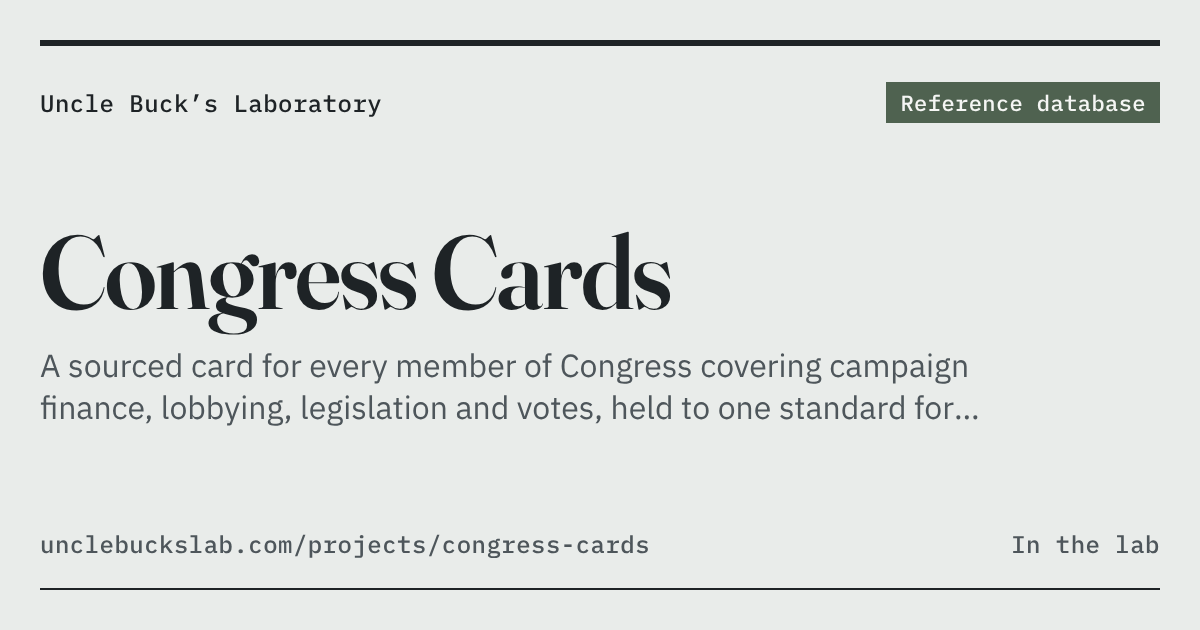 Uncle Buck’s Laboratory
Reference database
Congress Cards
A sourced card for every member of Congress covering campaign
finance, lobbying, legislation and votes, held to one standard for…
unclebuckslab.com/projects/congress-cards
In the lab